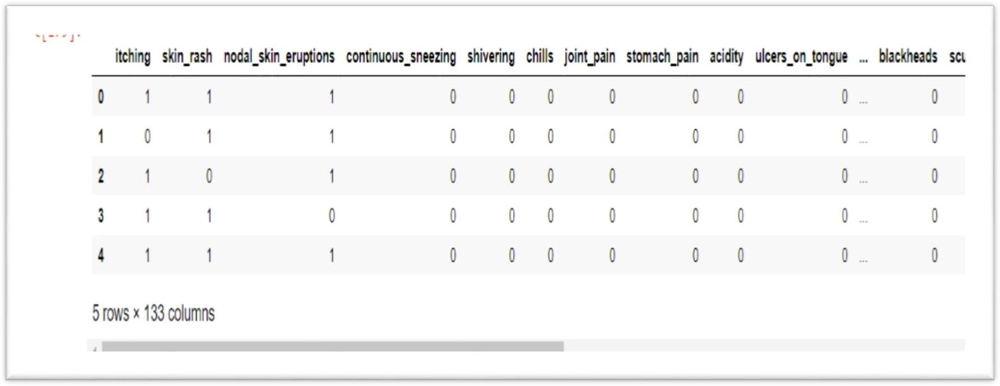 itching skin_rash nodal_skin_eruptions continuous_sneezing shivering chills joint_pain stomach_pain acidity ulcers_on_tongue ... blackheads scu
0 1 1 1 0 0 0 0 0 0 0 ... 0
1 0 1 1 0 0 0 0 0 0 0 ... 0
2 1 0 1 0 0 0 0 0 0 0 ... 0
3 1 1 0 0 0 0 0 0 0 0 ... 0
4 1 1 1 0 0 0 0 0 0 0 ... 0
5 rows × 133 columns